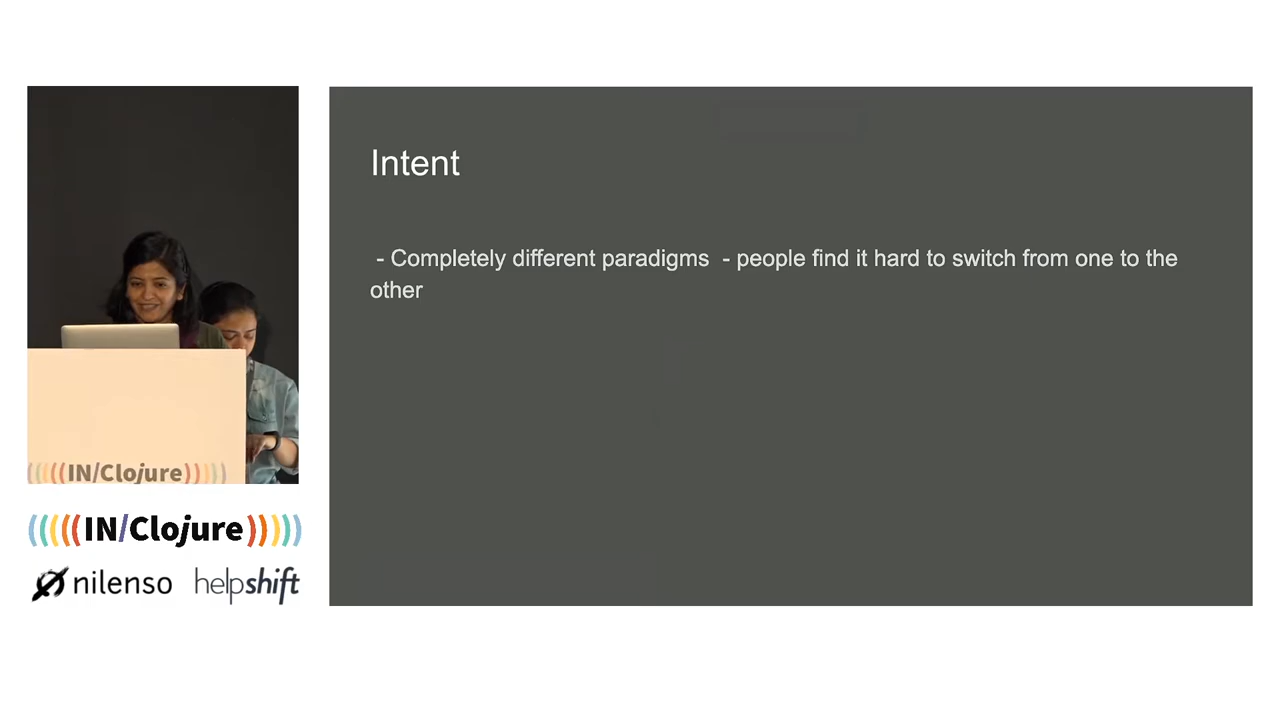 Intent
- Completely different paradigms - people find it hard to switch from one to the
other
(((((IN/Clojure)))))
(((((IN/Clojure)))))
nilenso helpshift